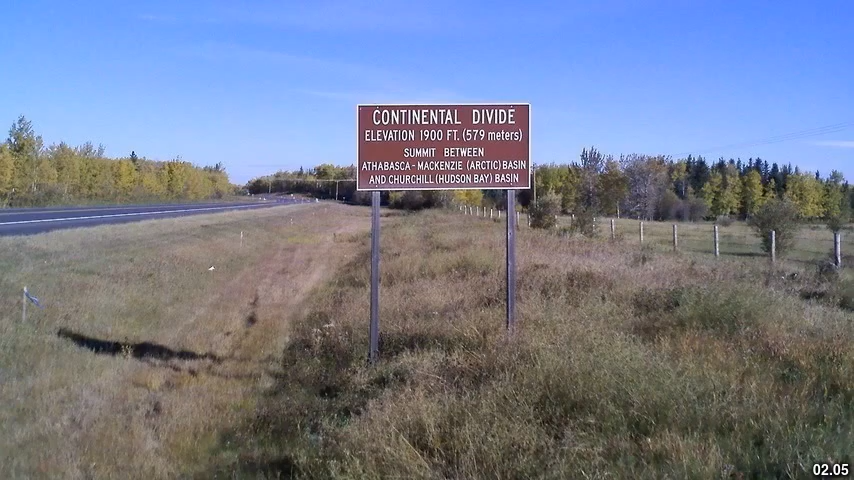 CONTINENTAL DIVIDE
ELEVATION 1900 FT. (579 meters)
SUMMIT BETWEEN
ATHABASCA - MACKENZIE (ARCTIC) BASIN
AND CHURCHILL (HUDSON BAY) BASIN
02.05